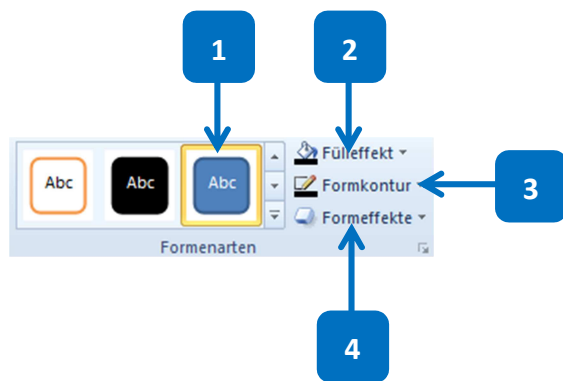 1 2
Abc Abc Abc Fülleffekt
Formkontur 3
Formeffekte
Formenarten
4